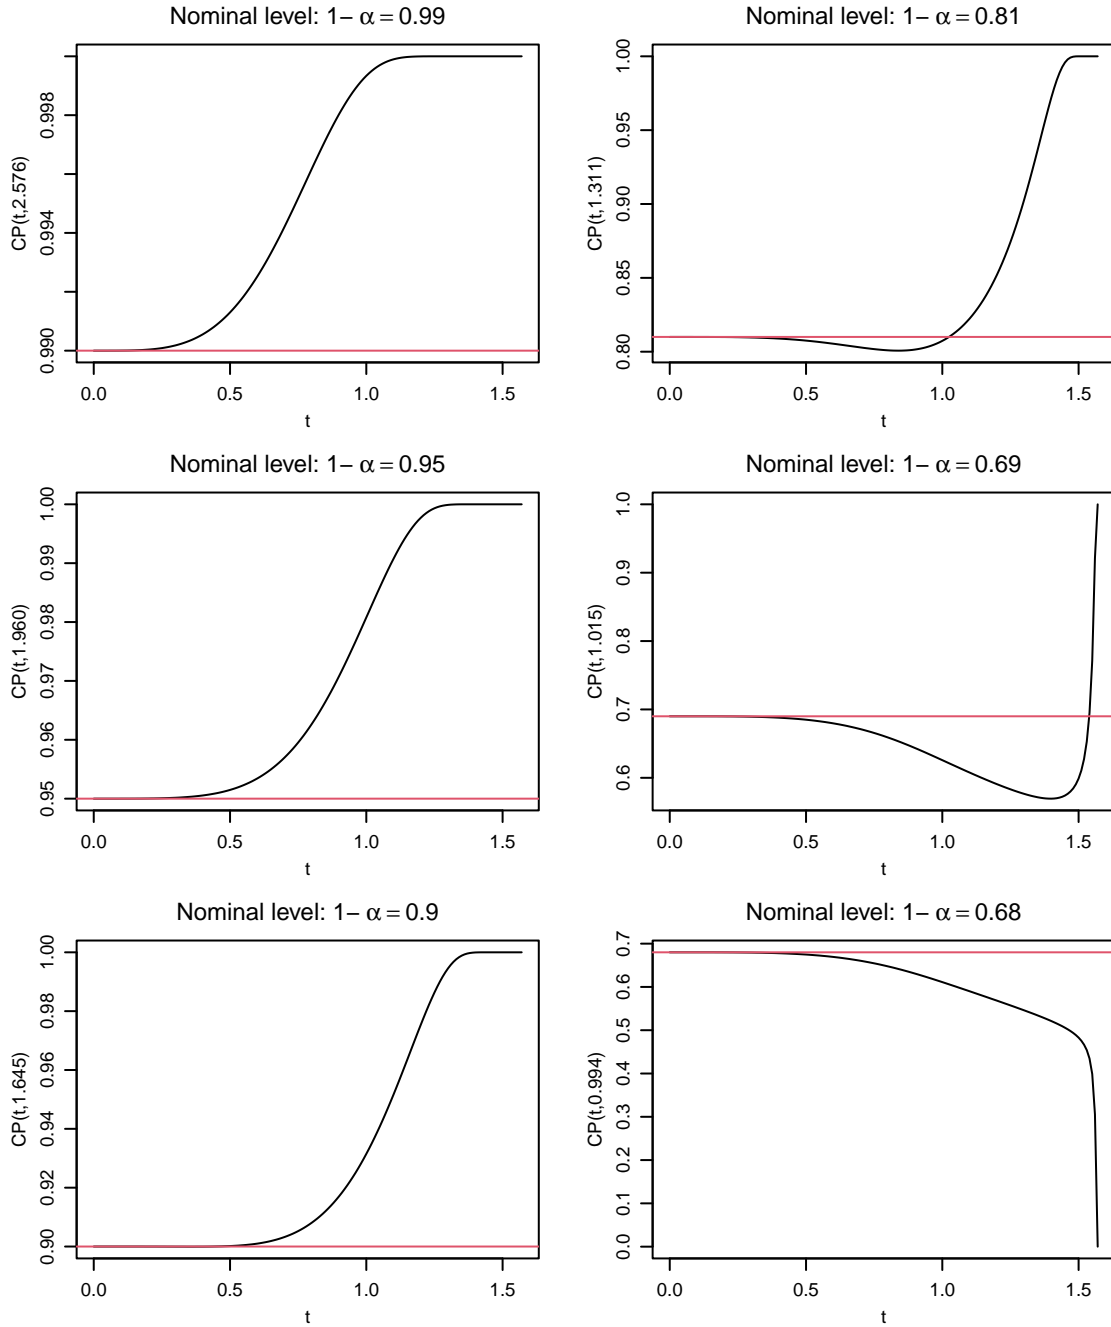 Nominal level: 1− α = 0.99
CP(t,2.576)
0.990 0.994 0.998
0.0 0.5 1.0 1.5
t
Nominal level: 1− α = 0.81
CP(t,1.311)
0.80 0.85 0.90 0.95 1.00
0.0 0.5 1.0 1.5
t
Nominal level: 1− α = 0.95
CP(t,1.960)
0.95 0.96 0.97 0.98 0.99 1.00
0.0 0.5 1.0 1.5
t
Nominal level: 1− α = 0.69
CP(t,1.015)
0.6 0.7 0.8 0.9 1.0
0.0 0.5 1.0 1.5
t
Nominal level: 1− α = 0.9
CP(t,1.645)
0.90 0.92 0.94 0.96 0.98 1.00
0.0 0.5 1.0 1.5
t
Nominal level: 1− α = 0.68
CP(t,0.994)
0.0 0.1 0.2 0.3 0.4 0.5 0.6 0.7
0.0 0.5 1.0 1.5
t